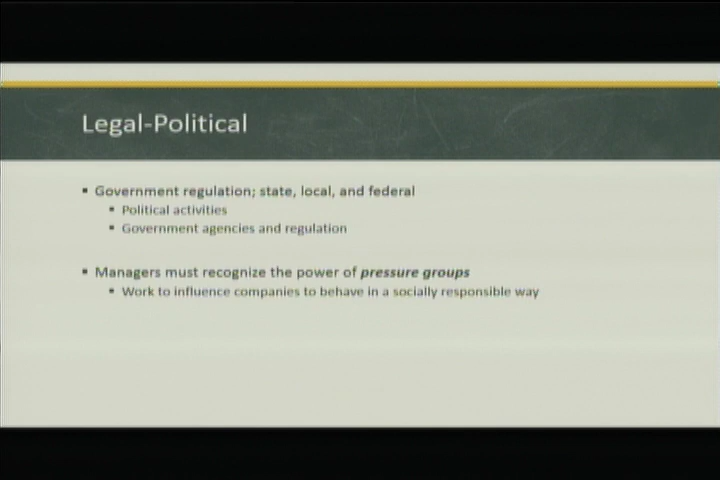 Legal-Political
▪ Government regulation; state, local, and federal
▪ Political activities
▪ Government agencies and regulation
▪ Managers must recognize the power of pressure groups
▪ Work to influence companies to behave in a socially responsible way